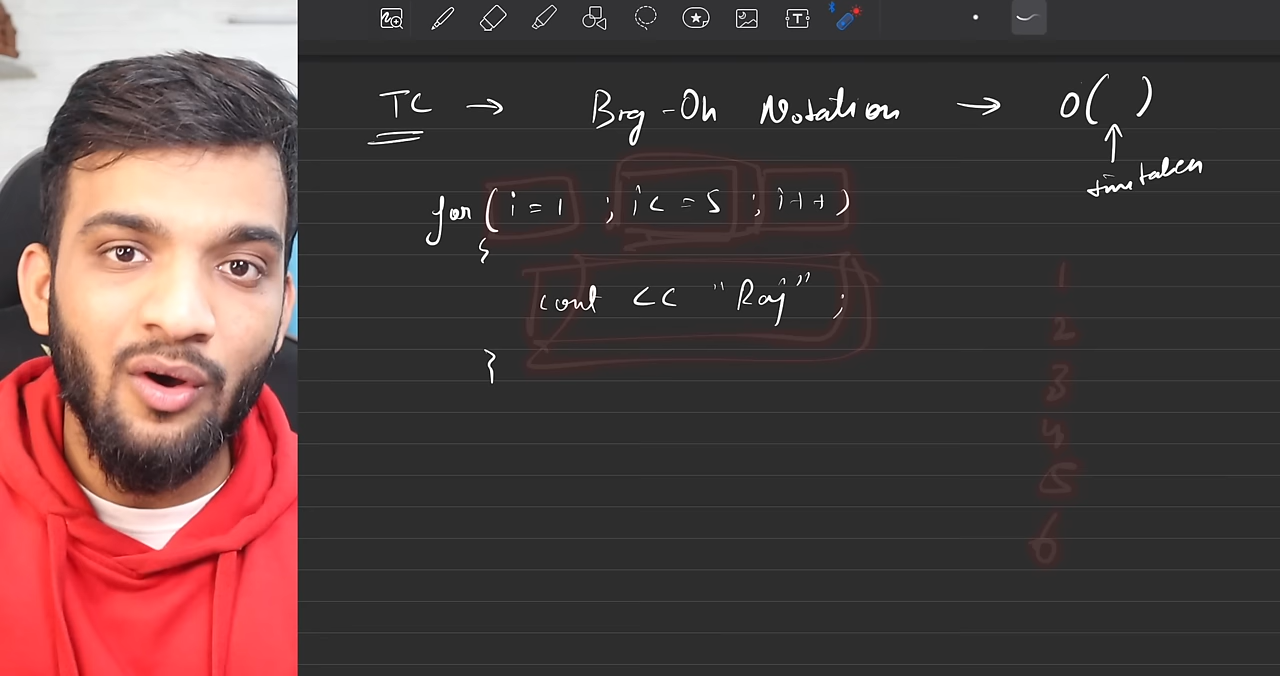 TC → Big-Oh Notation → O( )
↑
time taken
for (i = 1 ; i <= 5 ; i++)
{
cout << "Raj" ;
}
1
2
3
4
5
6